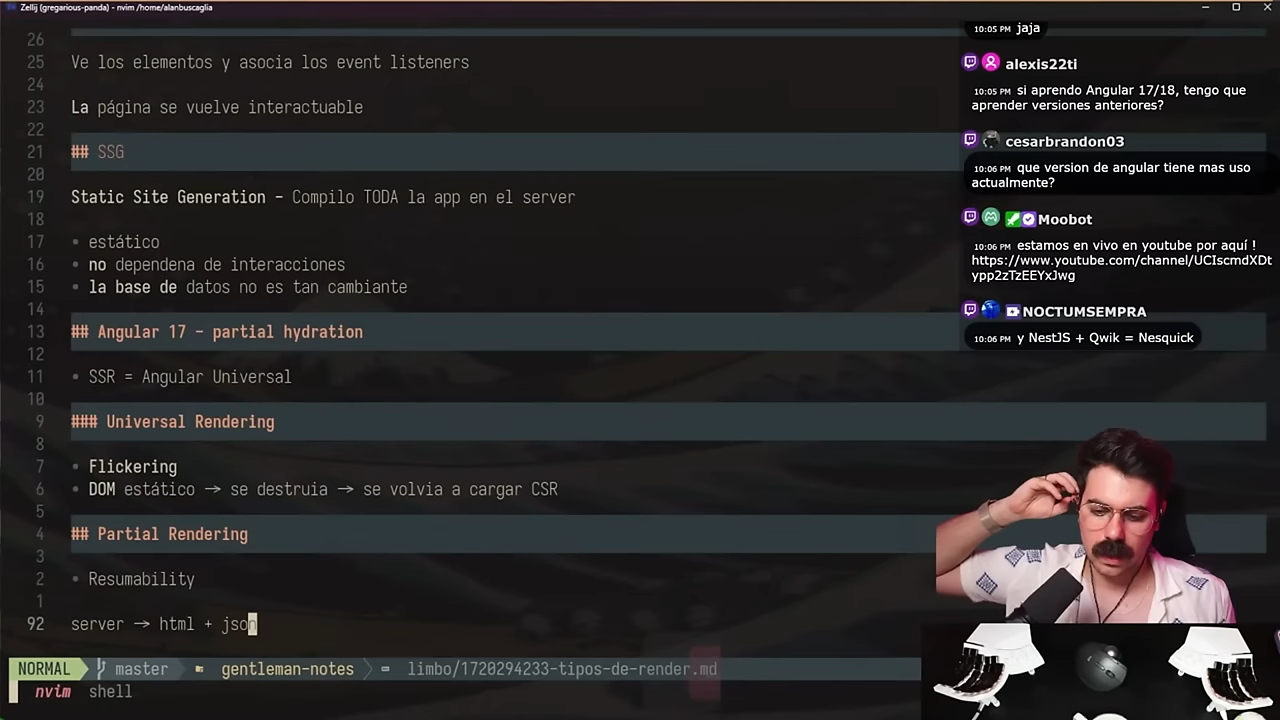 Zellij (gregarious-panda) - nvim /home/alanbuscaglia
26
25 Ve los elementos y asocia los event listeners
24
23 La página se vuelve interactuable
22
21 ## SSG
20
19 Static Site Generation - Compilo TODA la app en el server
18
17 • estático
16 • no dependena de interacciones
15 • la base de datos no es tan cambiante
14
13 ## Angular 17 - partial hydration
12
11 • SSR = Angular Universal
10
9 ### Universal Rendering
8
7 • Flickering
6 • DOM estático → se destruia → se volvia a cargar CSR
5
4 ## Partial Rendering
3
2 • Resumability
1
92 server → html + json
NORMAL master gentleman-notes limbo/1720294233-tipos-de-render.md
nvim shell
10:05 PM jaja
alexis22ti
10:05 PM si aprendo Angular 17/18, tengo que
aprender versiones anteriores?
cesarbrandon03
10:06 PM que version de angular tiene mas uso
actualmente?
Moobot
10:06 PM estamos en vivo en youtube por aquí !
https://www.youtube.com/channel/UCIscmdXDt
ypp2zTzEEYxJwg
NOCTUMSEMPRA
10:06 PM y NestJS + Qwik = Nesquick